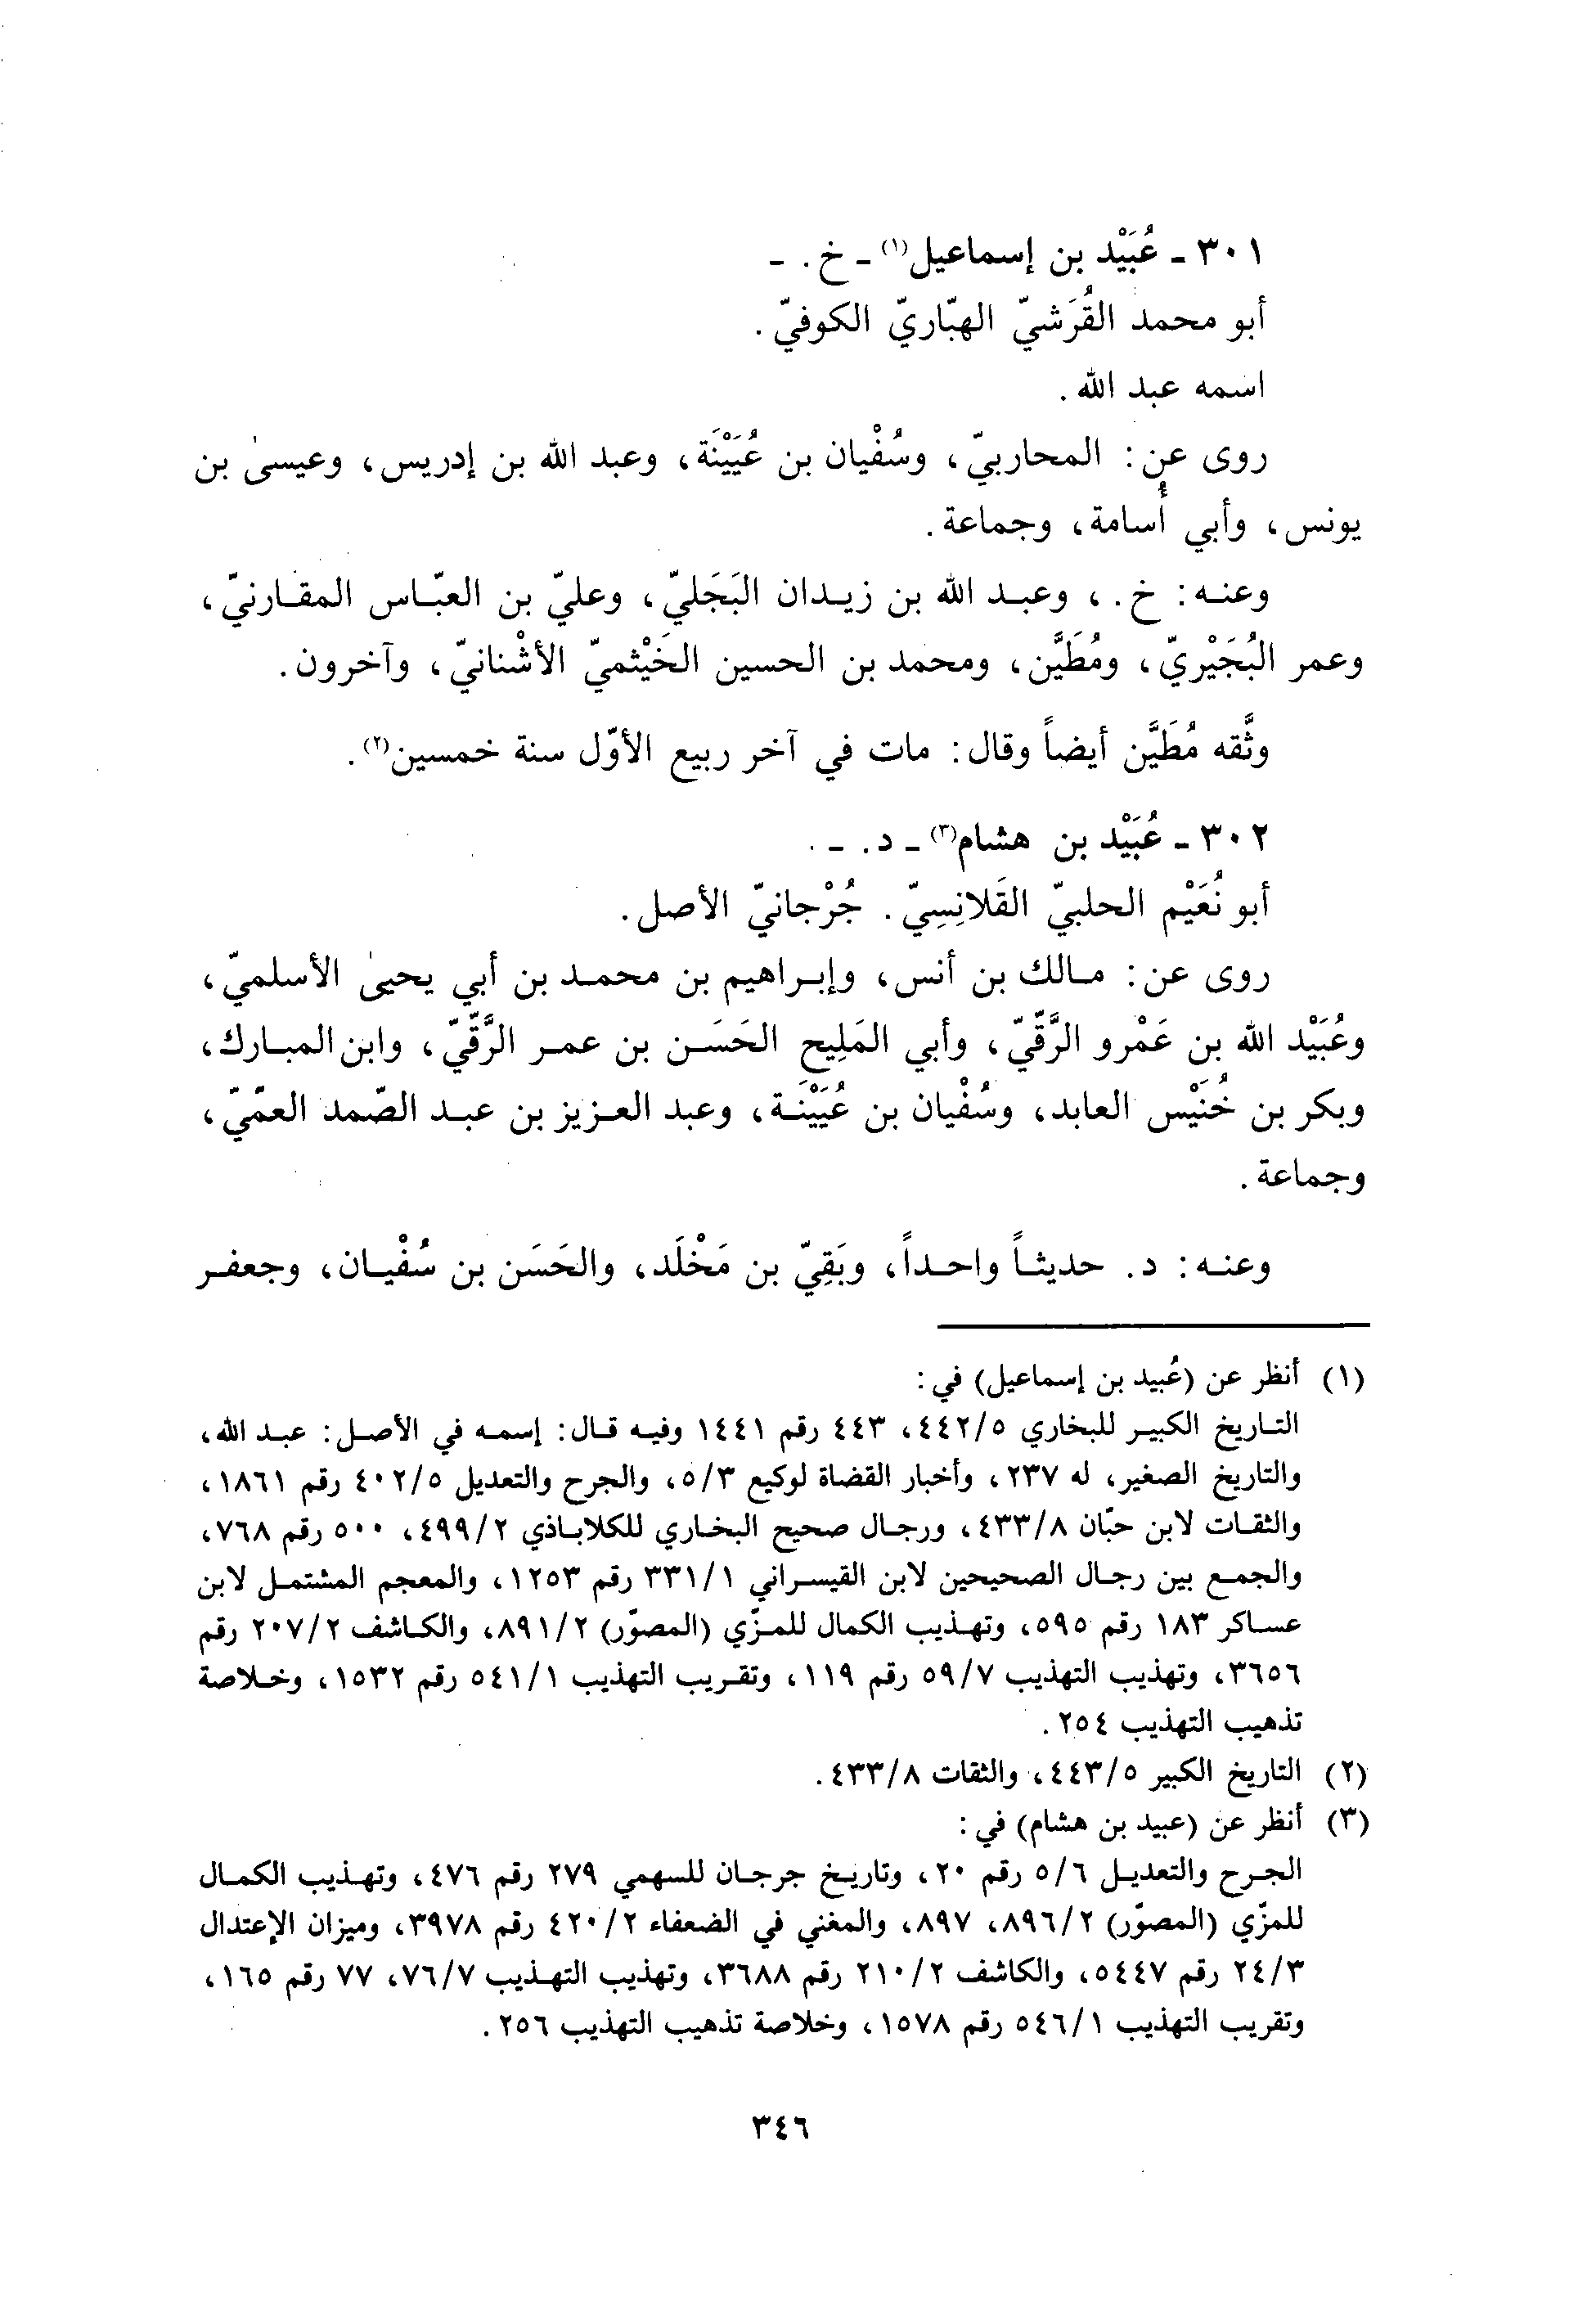 ٣٠١ - عُبَيْد بن إسماعيل(١) - خ. -
أبو محمد القُرَشيّ الهبّاريّ الكوفيّ.
اسمه عبد الله.
روى عن: المحاربيّ، وسُفْيان بن عُيَيْنَة، وعبد الله بن إدريس، وعيسىٰ بن
يونس، وأبي أُسامة، وجماعة.
وعنه: خ.، وعبد الله بن زيدان البَجَليّ، وعليّ بن العبّاس المقارنيّ،
وعمر البُجَيْريّ، ومُطَيَّن، ومحمد بن الحسين الخَيْثميّ الأشْنانيّ، وآخرون.
وثَّقه مُطَيَّن أيضاً وقال: مات في آخر ربيع الأوّل سنة خمسين(٢).
٣٠٢ - عُبَيْد بن هشام(٣) - د. -.
أبو نُعَيْم الحلبيّ القَلانِسِيّ. جُرْجانيّ الأصل.
روى عن: مالك بن أنس، وإبراهيم بن محمد بن أبي يحيىٰ الأسلميّ،
وعُبَيْد الله بن عَمْرو الرَّقّيّ، وأبي المَلِيح الحَسَن بن عمر الرَّقّيّ، وابن المبارك،
وبكر بن خُنَيْس العابد، وسُفْيان بن عُيَيْنَة، وعبد العزيز بن عبد الصّمد العمّيّ،
وجماعة.
وعنه: د. حديثاً واحداً، وبَقِيّ بن مَخْلَد، والحَسَن بن سُفْيان، وجعفر
(١) أنظر عن (عُبيد بن إسماعيل) في:
التاريخ الكبير للبخاري ٤٤٢/٥، ٤٤٣ رقم ١٤٤١ وفيه قال: إسمه في الأصل: عبد الله،
والتاريخ الصغير، له ٢٣٧، وأخبار القضاة لوكيع ٥/٣، والجرح والتعديل ٤٠٢/٥ رقم ١٨٦١،
والثقات لابن حبّان ٤٣٣/٨، ورجال صحيح البخاري للكلاباذي ٤٩٩/٢، ٥٠٠ رقم ٧٦٨،
والجمع بين رجال الصحيحين لابن القيسراني ٣٣١/١ رقم ١٢٥٣، والمعجم المشتمل لابن
عساكر ١٨٣ رقم ٥٩٥، وتهذيب الكمال للمزّي (المصوّر) ٨٩١/٢، والكاشف ٢٠٧/٢ رقم
٣٦٥٦، وتهذيب التهذيب ٥٩/٧ رقم ١١٩، وتقريب التهذيب ٥٤١/١ رقم ١٥٣٢، وخلاصة
تذهيب التهذيب ٢٥٤.
(٢) التاريخ الكبير ٤٤٣/٥، والثقات ٤٣٣/٨.
(٣) أنظر عن (عبيد بن هشام) في:
الجرح والتعديل ٥/٦ رقم ٢٠، وتاريخ جرجان للسهمي ٢٧٩ رقم ٤٧٦، وتهذيب الكمال
للمزّي (المصوّر) ٨٩٦/٢، ٨٩٧، والمغني في الضعفاء ٤٢٠/٢ رقم ٣٩٧٨، وميزان الإعتدال
٢٤/٣ رقم ٥٤٤٧، والكاشف ٢١٠/٢ رقم ٣٦٨٨، وتهذيب التهذيب ٧٦/٧، ٧٧ رقم ١٦٥،
وتقريب التهذيب ٥٤٦/١ رقم ١٥٧٨، وخلاصة تذهيب التهذيب ٢٥٦.
٣٤٦